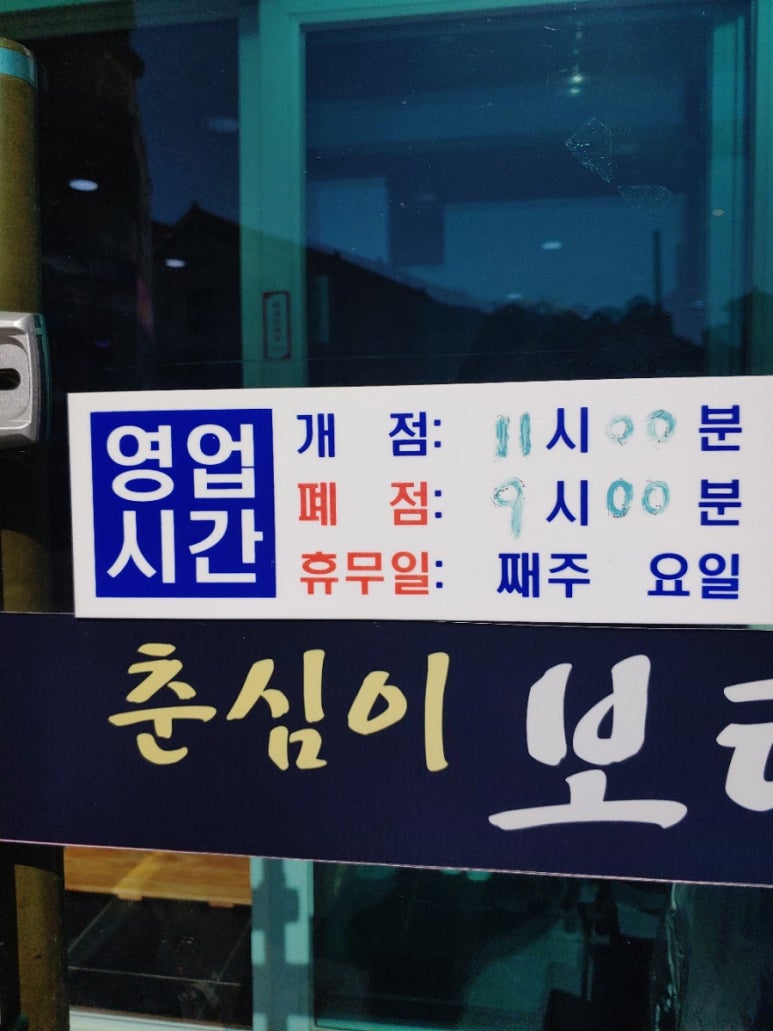 영업
시간
개 점: 11시 00분
폐 점: 9시 00분
휴무일: 째주 요일
춘심이 보